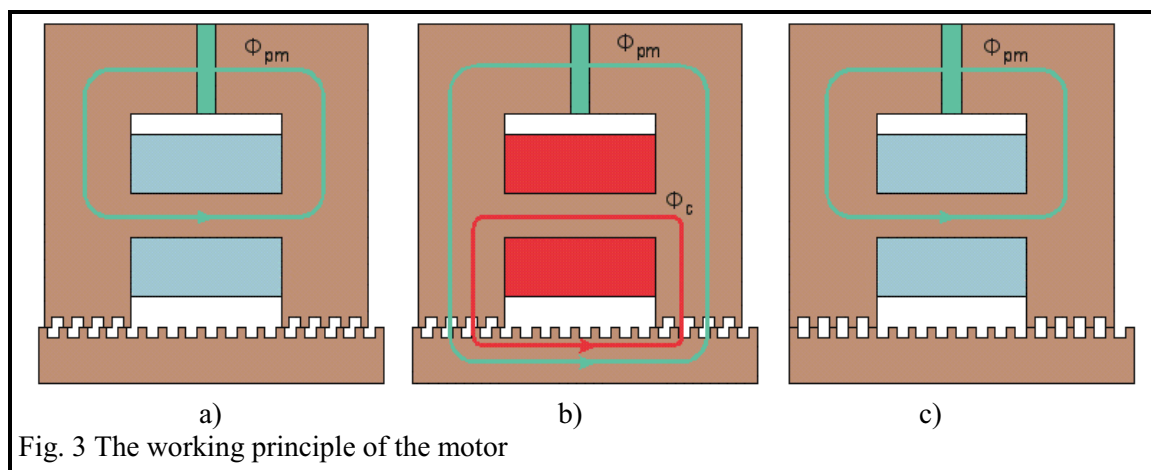 Φpm Φpm Φpm
Φc
a) b) c)
Fig. 3 The working principle of the motor